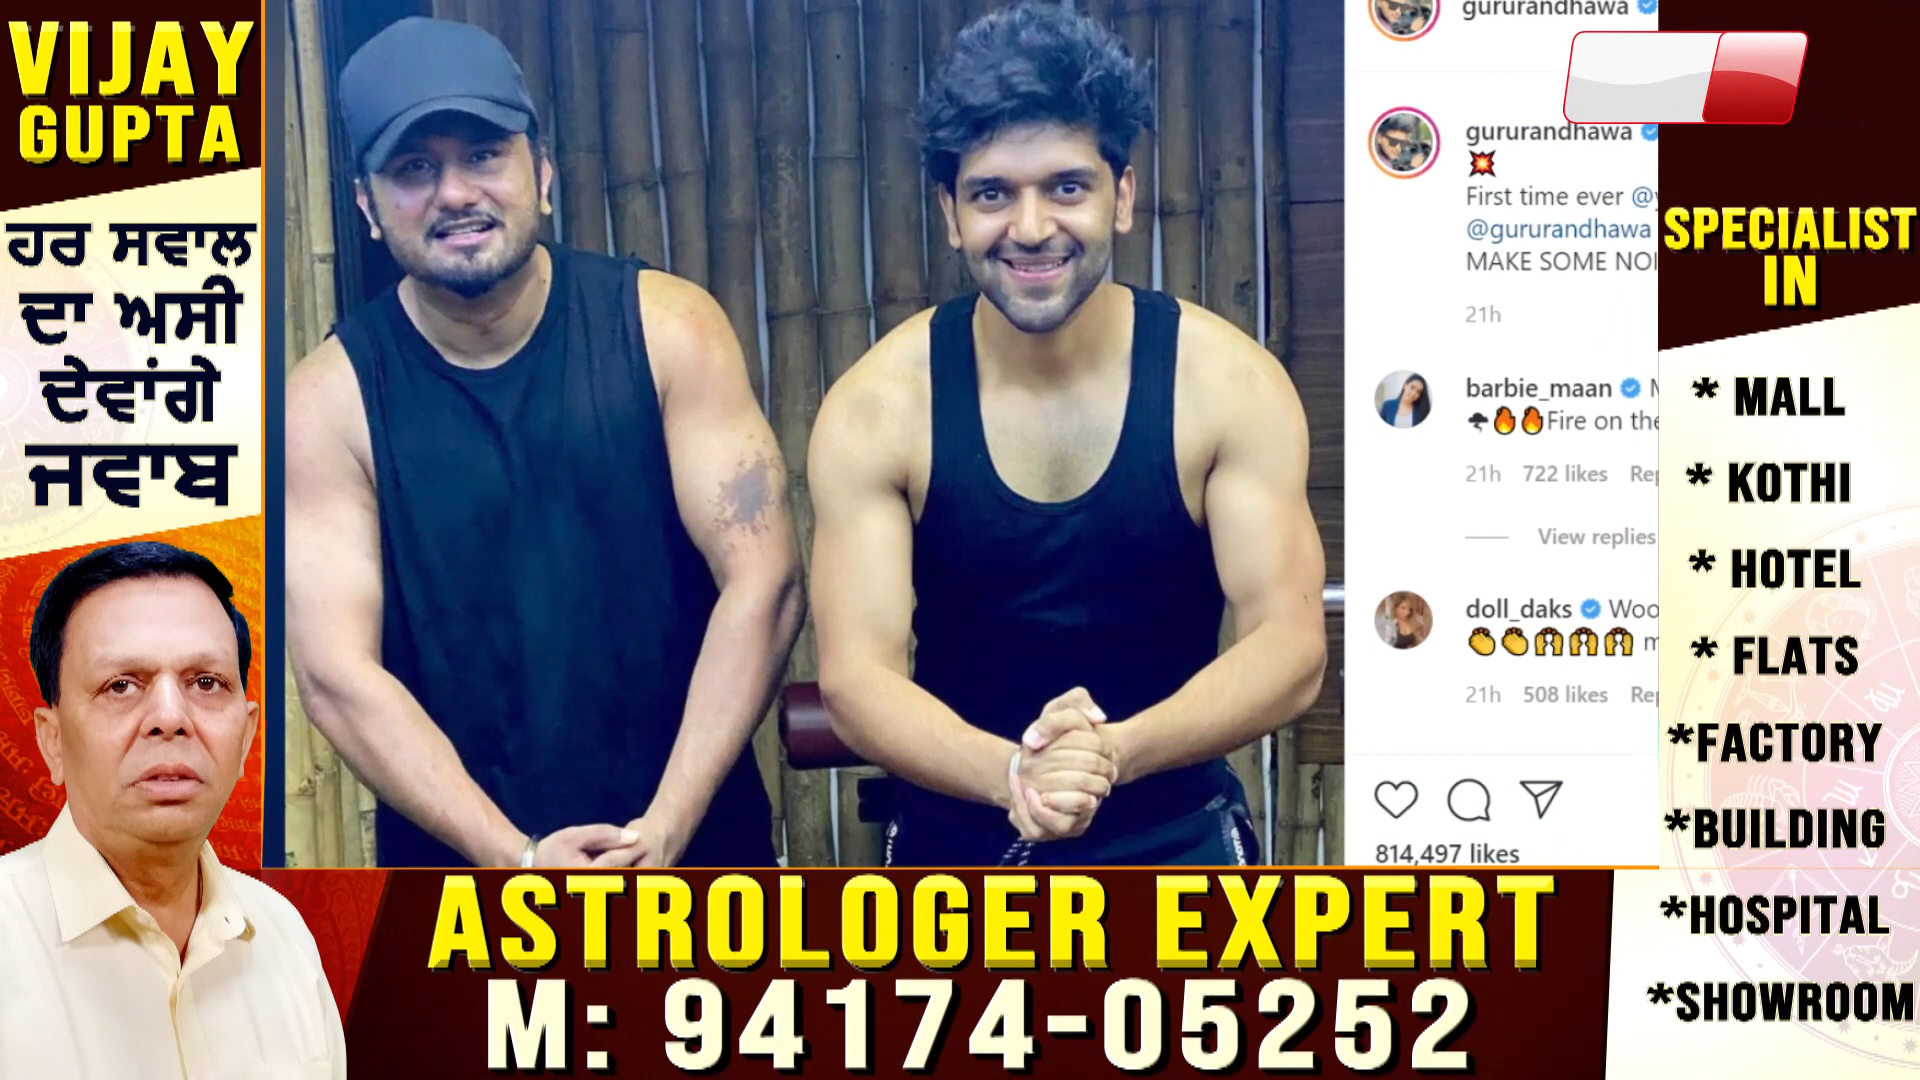 VIJAY
GUPTA
ਹਰ ਸਵਾਲ
ਦਾ ਅਸੀ
ਦੇਵਾਂਗੇ
ਜਵਾਬ
gururandhawa
gururandhawa
First time ever
@gururandhawa
MAKE SOME
21h
barbie_maan
Fire on the
21h 722 likes
View replies
doll_daks
21h 508 likes
814,497 likes
SPECIALIST
IN
* MALL
* KOTHI
* HOTEL
* FLATS
*FACTORY
*BUILDING
*HOSPITAL
*SHOWROOM
ASTROLOGER EXPERT
M: 94174-05252